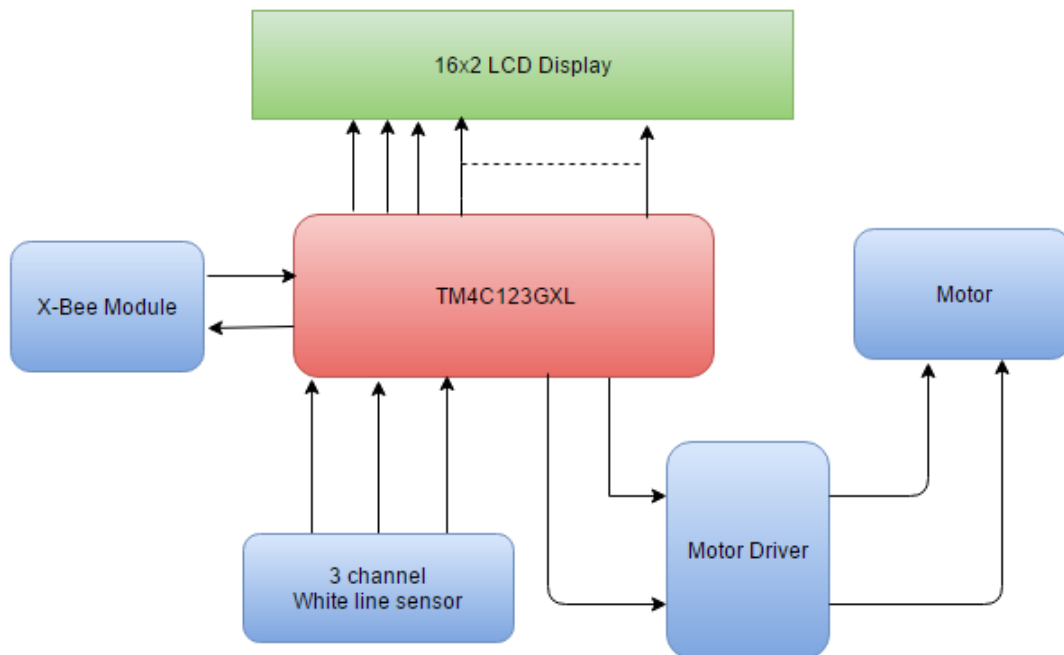 16x2 LCD Display
X-Bee Module
TM4C123GXL
Motor
3 channel
White line sensor
Motor Driver